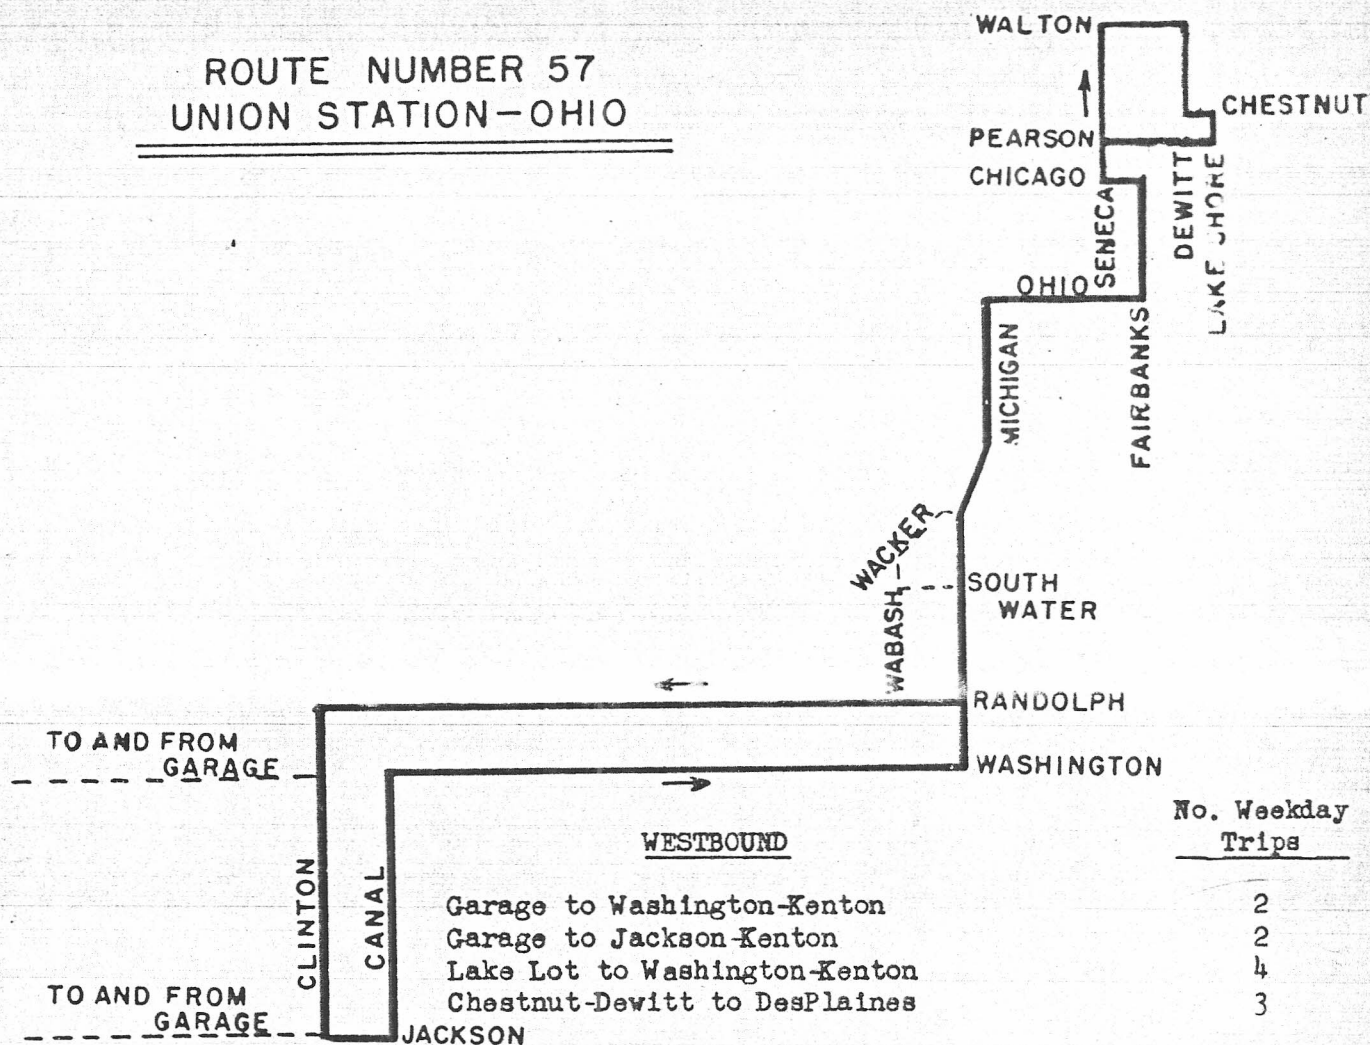 ROUTE NUMBER 57
UNION STATION-OHIO
WALTON
CHESTNUT
PEARSON
CHICAGO
SENECA
DEWITT
LAKE SHORE
OHIO
MICHIGAN
FAIRBANKS
WACKER
WABASH
SOUTH
WATER
RANDOLPH
TO AND FROM
GARAGE
WASHINGTON
No. Weekday
Trips
WESTBOUND
CLINTON
CANAL
Garage to Washington-Kenton 2
Garage to Jackson-Kenton 2
Lake Lot to Washington-Kenton 4
Chestnut-Dewitt to DesPlaines 3
TO AND FROM
GARAGE
JACKSON